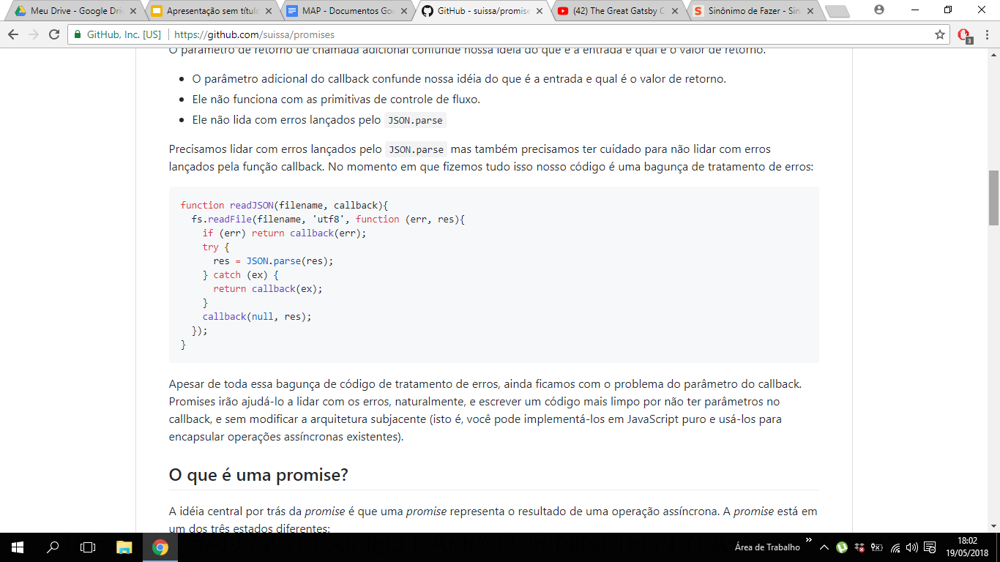 Meu Drive - Google Dri
Apresentação sem títul
MAP - Documentos Go
GitHub - suissa/promise
(42) The Great Gatsby C
Sinônimo de Fazer - Sin
GitHub, Inc. [US]
https://github.com/suissa/promises
3
O parâmetro de retorno de chamada adicional confunde nossa idéia do que é a entrada e qual é o valor de retorno.
• O parâmetro adicional do callback confunde nossa idéia do que é a entrada e qual é o valor de retorno.
• Ele não funciona com as primitivas de controle de fluxo.
• Ele não lida com erros lançados pelo JSON.parse
Precisamos lidar com erros lançados pelo JSON.parse mas também precisamos ter cuidado para não lidar com erros
lançados pela função callback. No momento em que fizemos tudo isso nosso código é uma bagunça de tratamento de erros:
function readJSON(filename, callback){
  fs.readFile(filename, 'utf8', function (err, res){
    if (err) return callback(err);
    try {
      res = JSON.parse(res);
    } catch (ex) {
      return callback(ex);
    }
    callback(null, res);
  });
}
Apesar de toda essa bagunça de código de tratamento de erros, ainda ficamos com o problema do parâmetro do callback.
Promises irão ajudá-lo a lidar com os erros, naturalmente, e escrever um código mais limpo por não ter parâmetros no
callback, e sem modificar a arquitetura subjacente (isto é, você pode implementá-los em JavaScript puro e usá-los para
encapsular operações assíncronas existentes).
O que é uma promise?
A idéia central por trás da promise é que uma promise representa o resultado de uma operação assíncrona. A promise está em
um dos três estados diferentes:
Área de Trabalho
18:02
19/05/2018